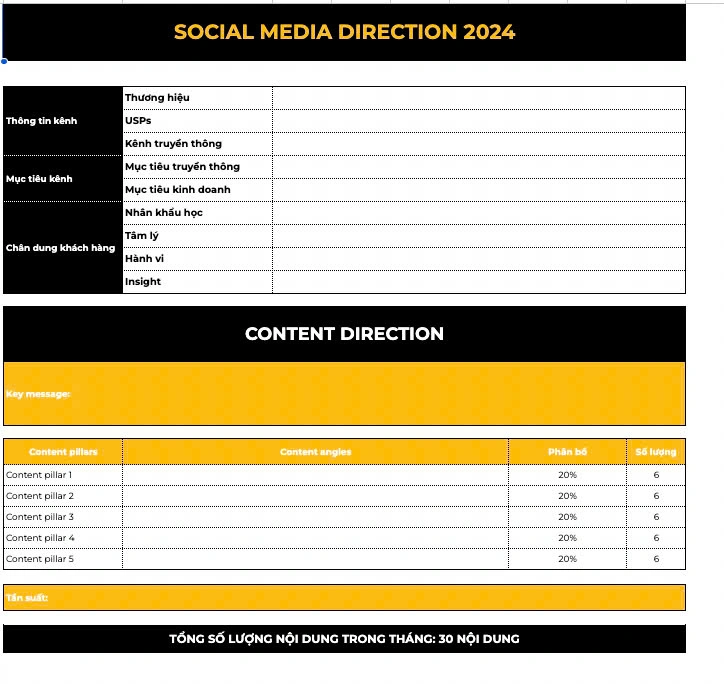 SOCIAL MEDIA DIRECTION 2024
Thông tin kênh
Thương hiệu
USPs
Kênh truyền thông
Mục tiêu kênh
Mục tiêu truyền thông
Mục tiêu kinh doanh
Chân dung khách hàng
Nhân khẩu học
Tâm lý
Hành vi
Insight
CONTENT DIRECTION
Key message:
Content pillars Content angles Phân bổ Số lượng
Content pillar 1 20% 6
Content pillar 2 20% 6
Content pillar 3 20% 6
Content pillar 4 20% 6
Content pillar 5 20% 6
Tần suất:
TỔNG SỐ LƯỢNG NỘI DUNG TRONG THÁNG: 30 NỘI DUNG